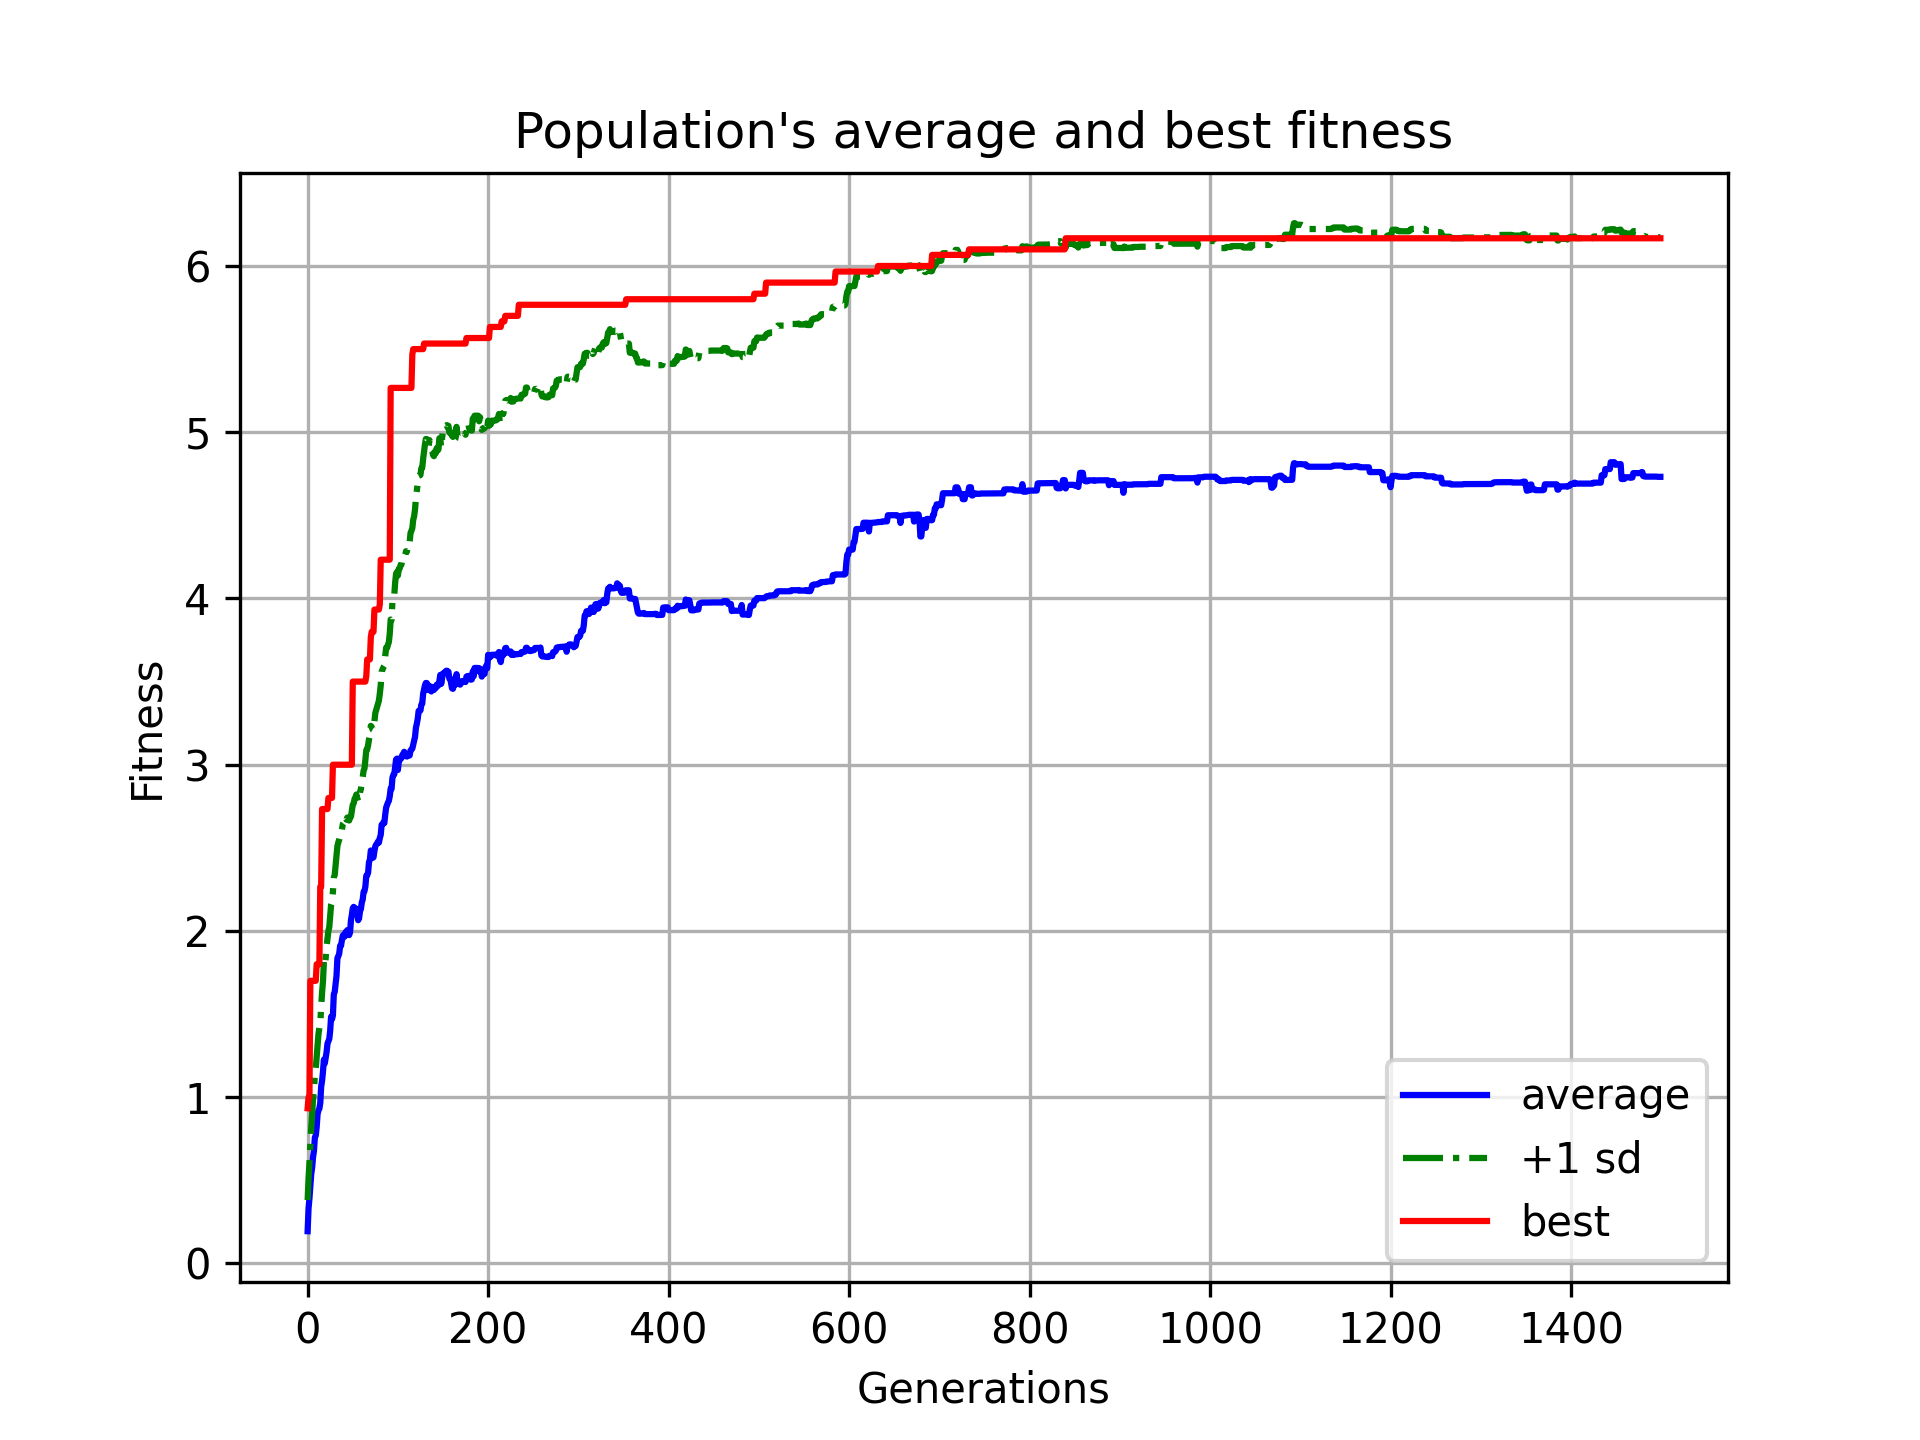 Population's average and best fitness
Fitness
6
5
4
3
2
1
0
0 200 400 600 800 1000 1200 1400
Generations
average
+1 sd
best